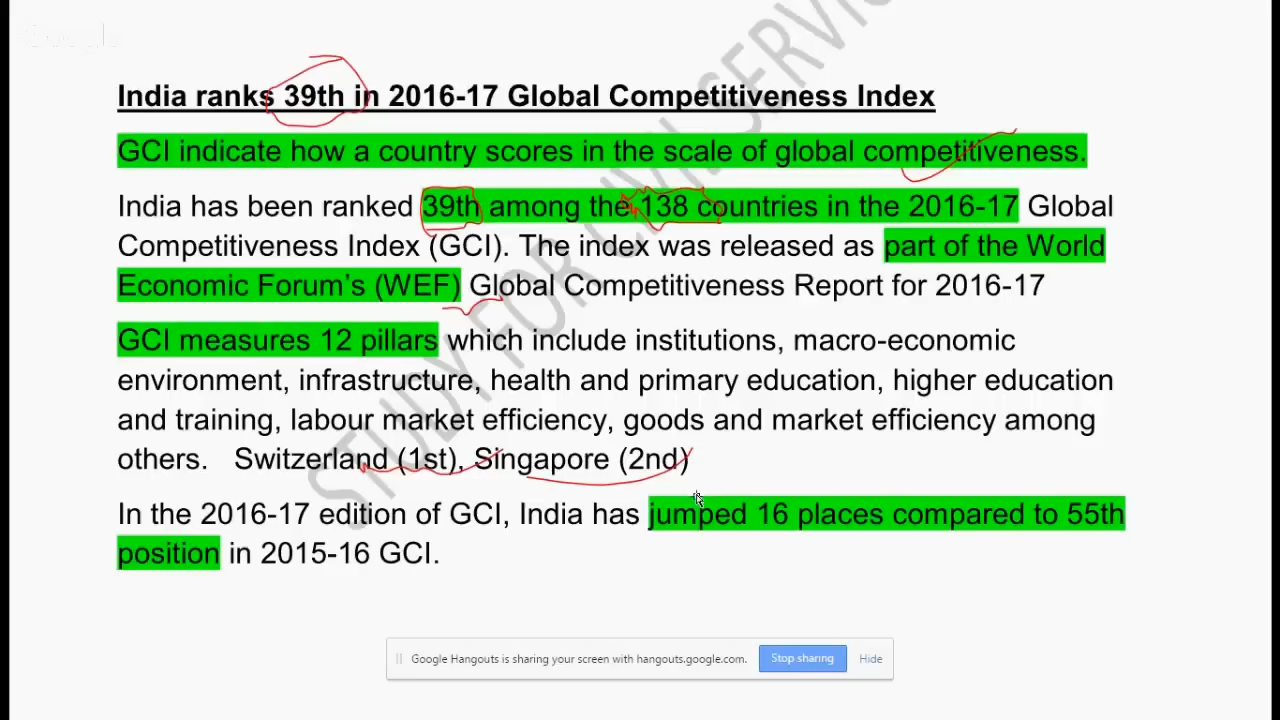 Google
India ranks 39th in 2016-17 Global Competitiveness Index
GCI indicate how a country scores in the scale of global competitiveness.
India has been ranked 39th among the 138 countries in the 2016-17 Global
Competitiveness Index (GCI). The index was released as part of the World
Economic Forum's (WEF) Global Competitiveness Report for 2016-17
GCI measures 12 pillars which include institutions, macro-economic
environment, infrastructure, health and primary education, higher education
and training, labour market efficiency, goods and market efficiency among
others. Switzerland (1st), Singapore (2nd)
In the 2016-17 edition of GCI, India has jumped 16 places compared to 55th
position in 2015-16 GCI.
STUDY FOR CIVIL SERVIC
Google Hangouts is sharing your screen with hangouts.google.com.
Stop sharing
Hide